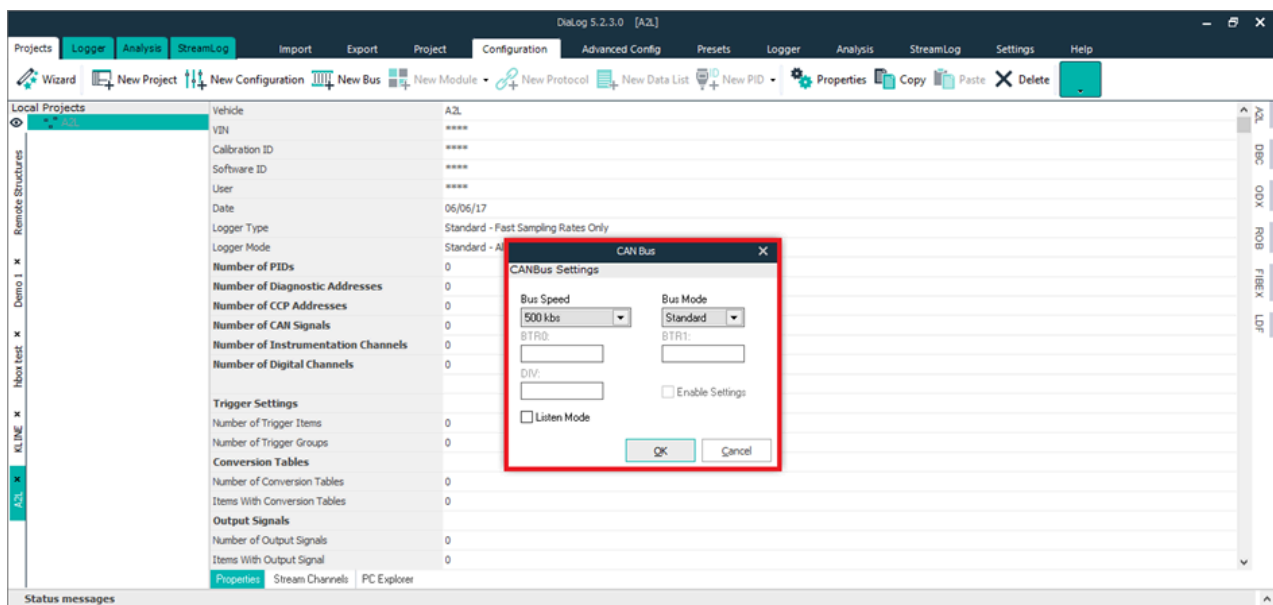 DiaLog 5.2.3.0 [A2L]
Projects Logger Analysis StreamLog Import Export Project Configuration Advanced Config Presets Logger Analysis StreamLog Settings Help
Wizard New Project New Configuration New Bus New Module New Protocol New Data List New PID Properties Copy Paste Delete
Local Projects
A2L
Remote Structures
Demo 1
hbox test
KLINE
A2L
Vehicle A2L
VIN ****
Calibration ID ****
Software ID ****
User ****
Date 06/06/17
Logger Type Standard - Fast Sampling Rates Only
Logger Mode Standard - Al
Number of PIDs 0
Number of Diagnostic Addresses 0
Number of CCP Addresses 0
Number of CAN Signals 0
Number of Instrumentation Channels 0
Number of Digital Channels 0
Trigger Settings
Number of Trigger Items 0
Number of Trigger Groups 0
Conversion Tables
Number of Conversion Tables 0
Items With Conversion Tables 0
Output Signals
Number of Output Signals 0
Items With Output Signal 0
CAN Bus
CANBus Settings
Bus Speed Bus Mode
500 kbs Standard
BTR0: BTR1:
DIV:
Enable Settings
Listen Mode
OK Cancel
A2L
DBC
ODX
ROB
FIBEX
LDF
Properties Stream Channels PC Explorer
Status messages